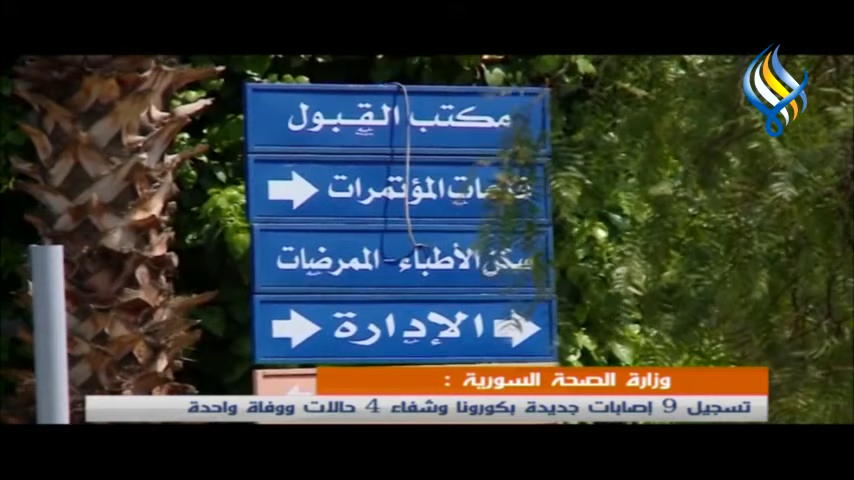 مكتب القبول
قاعات المؤتمرات
سكن الأطباء - الممرضات
الإدارة
وزارة الصحة السورية :
تسجيل 9 إصابات جديدة بكورونا وشفاء 4 حالات ووفاة واحدة